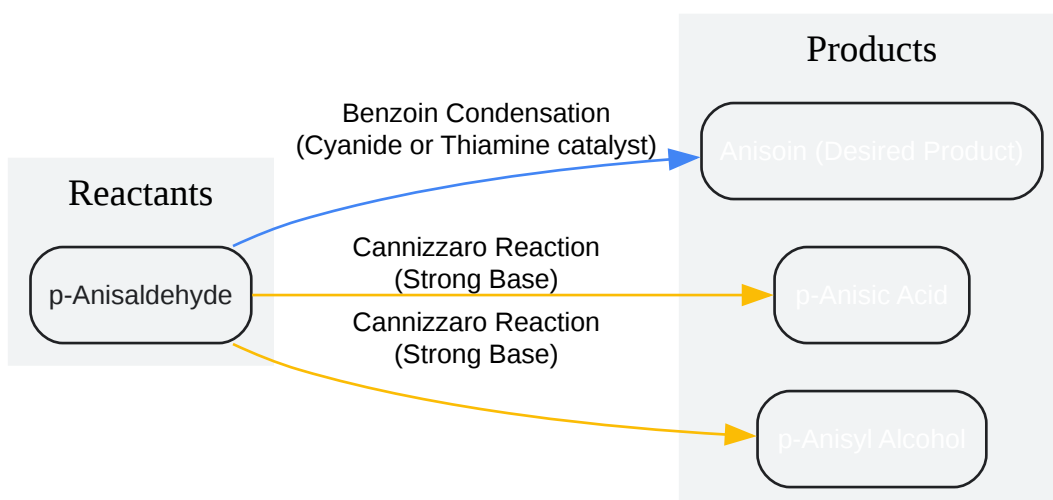 Products
Benzoin Condensation
(Cyanide or Thiamine catalyst)
Anisoin (Desired Product)
Reactants
p-Anisaldehyde
Cannizzaro Reaction
(Strong Base)
p-Anisic Acid
Cannizzaro Reaction
(Strong Base)
p-Anisyl Alcohol